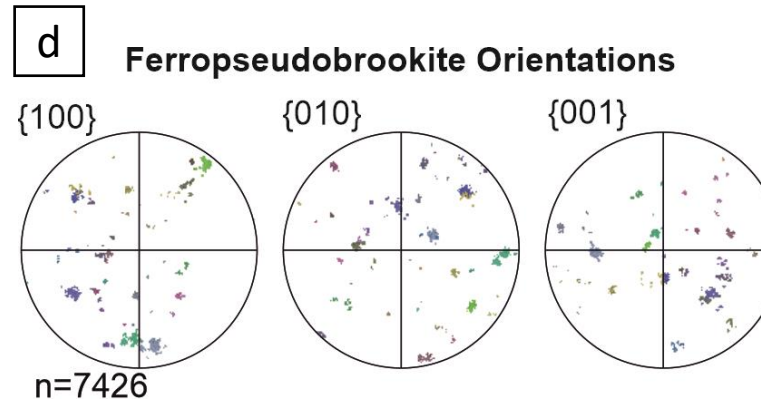 d
Ferropseudobrookite Orientations
{100} {010} {001}
n=7426